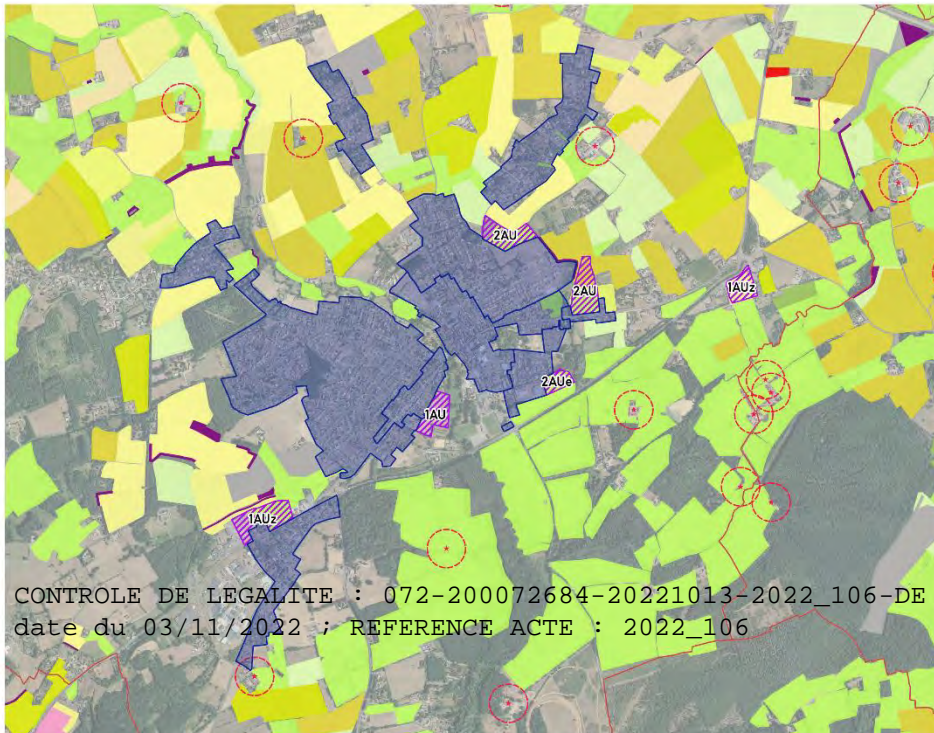 2AU
2AU
1AUz
2AUe
1AU
1AUz
CONTROLE DE LEGALITE : 072-200072684-20221013-2022_106-DE
date du 03/11/2022 ; REFERENCE ACTE : 2022_106